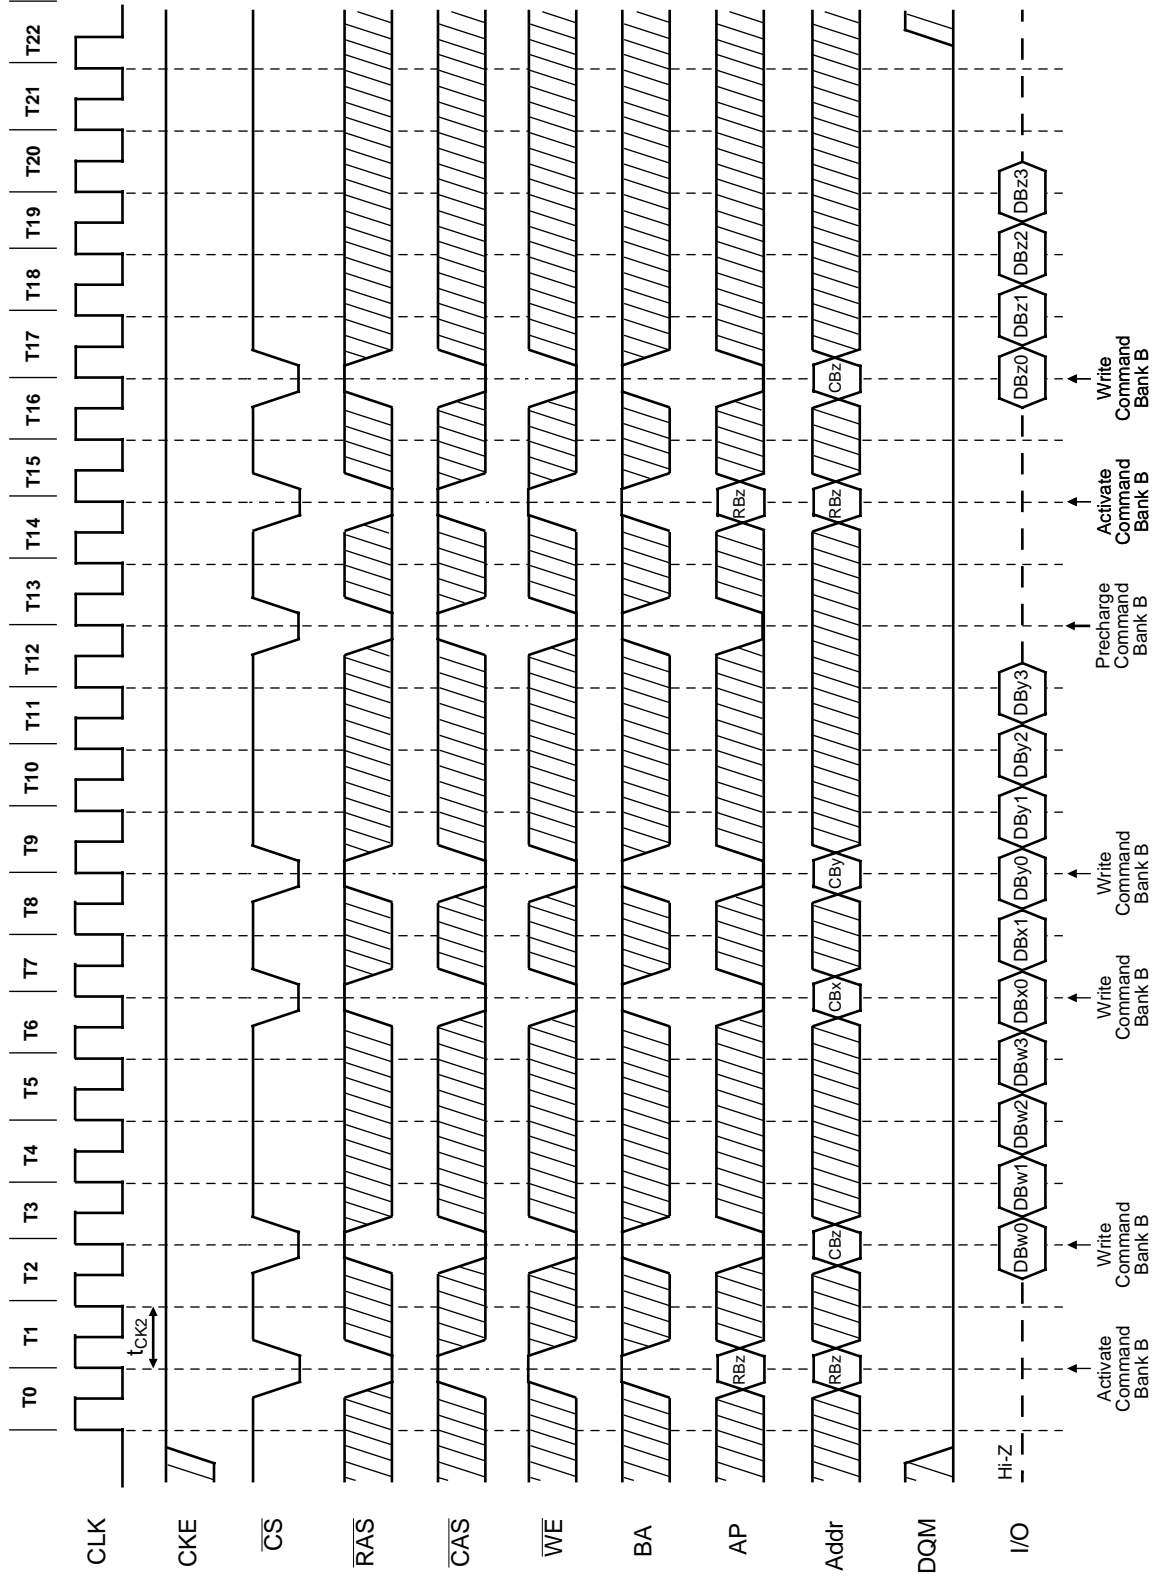 T0 T1 T2 T3 T4 T5 T6 T7 T8 T9 T10 T11 T12 T13 T14 T15 T16 T17 T18 T19 T20 T21 T22
CLK
tCK2
CKE
CS
RAS
CAS
WE
BA
AP RBz RBz
Addr RBz CBz CBx CBy RBz CBz
DQM
I/O Hi-Z DBw0 DBw1 DBw2 DBw3 DBx0 DBx1 DBy0 DBy1 DBy2 DBy3 DBz0 DBz1 DBz2 DBz3
Activate
Command
Bank B
Write
Command
Bank B
Write
Command
Bank B
Write
Command
Bank B
Precharge
Command
Bank B
Activate
Command
Bank B
Write
Command
Bank B